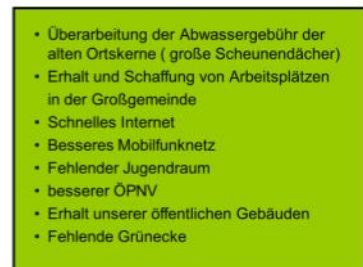 • Überarbeitung der Abwassergebühr der
alten Ortskerne ( große Scheunendächer)
• Erhalt und Schaffung von Arbeitsplätzen
in der Großgemeinde
• Schnelles Internet
• Besseres Mobilfunknetz
• Fehlender Jugendraum
• besserer ÖPNV
• Erhalt unserer öffentlichen Gebäuden
• Fehlende Grünecke